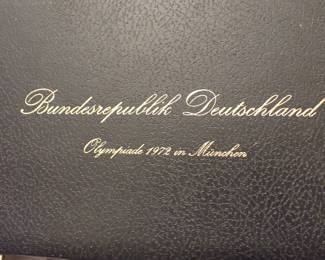 Bundesrepublik Deutschland
Olympiade 1972 in München